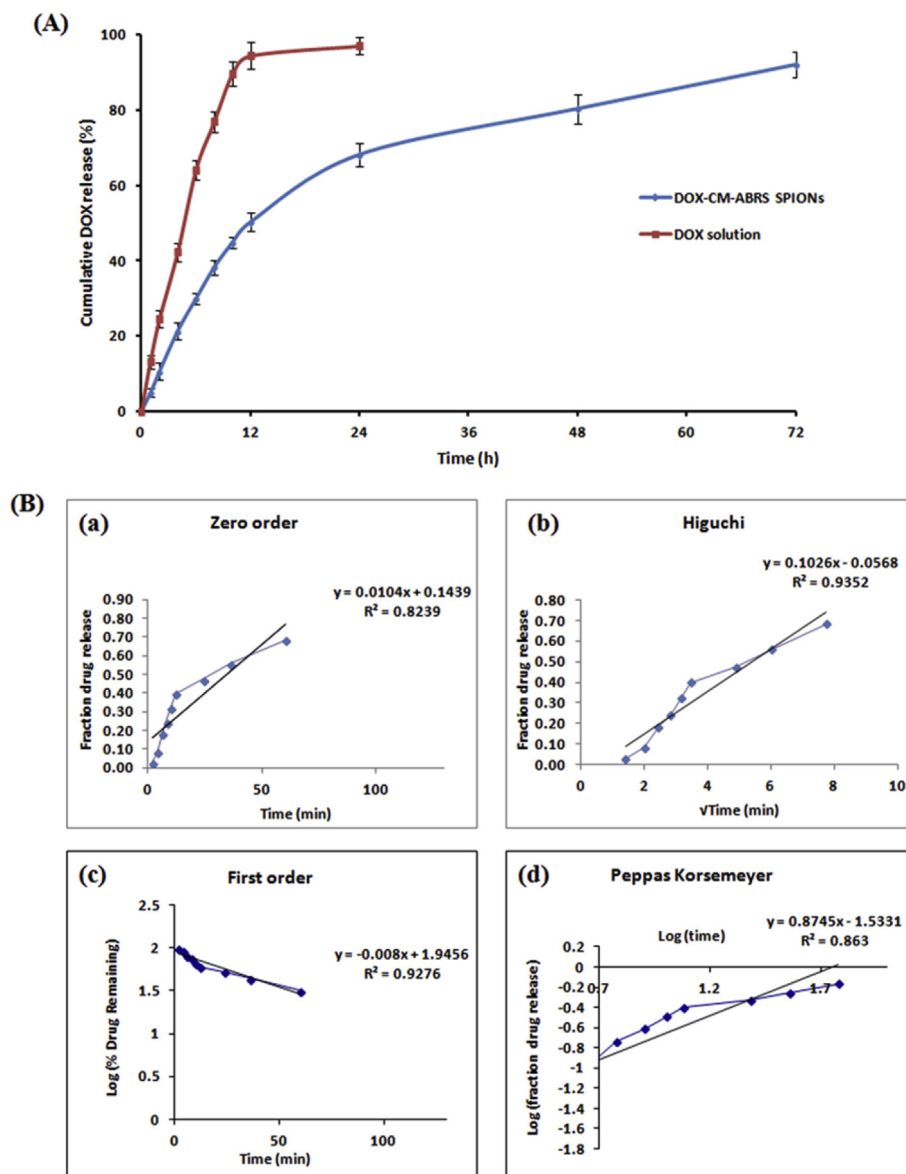 (A)
100
80
60
40
20
0
Cumulative DOX release (%)
0 12 24 36 48 60 72
Time (h)
DOX-CM-ABRS SPIONs
DOX solution
(B)
(a) Zero order
y = 0.0104x + 0.1439
R² = 0.8239
0.90
0.80
0.70
0.60
0.50
0.40
0.30
0.20
0.10
0.00
Fraction drug release
0 50 100
Time (min)
(b) Higuchi
y = 0.1026x - 0.0568
R² = 0.9352
0.80
0.70
0.60
0.50
0.40
0.30
0.20
0.10
0.00
Fraction drug release
0 2 4 6 8 10
√Time (min)
(c) First order
y = -0.008x + 1.9456
R² = 0.9276
2.5
2
1.5
1
0.5
0
Log (% Drug Remaining)
0 50 100
Time (min)
(d) Peppas Korsemeyer
y = 0.8745x - 1.5331
R² = 0.863
Log (time)
0.2
0
-0.2
-0.4
-0.6
-0.8
-1
-1.2
-1.4
-1.6
-1.8
0.7 1.2 1.7
Log (fraction drug release)